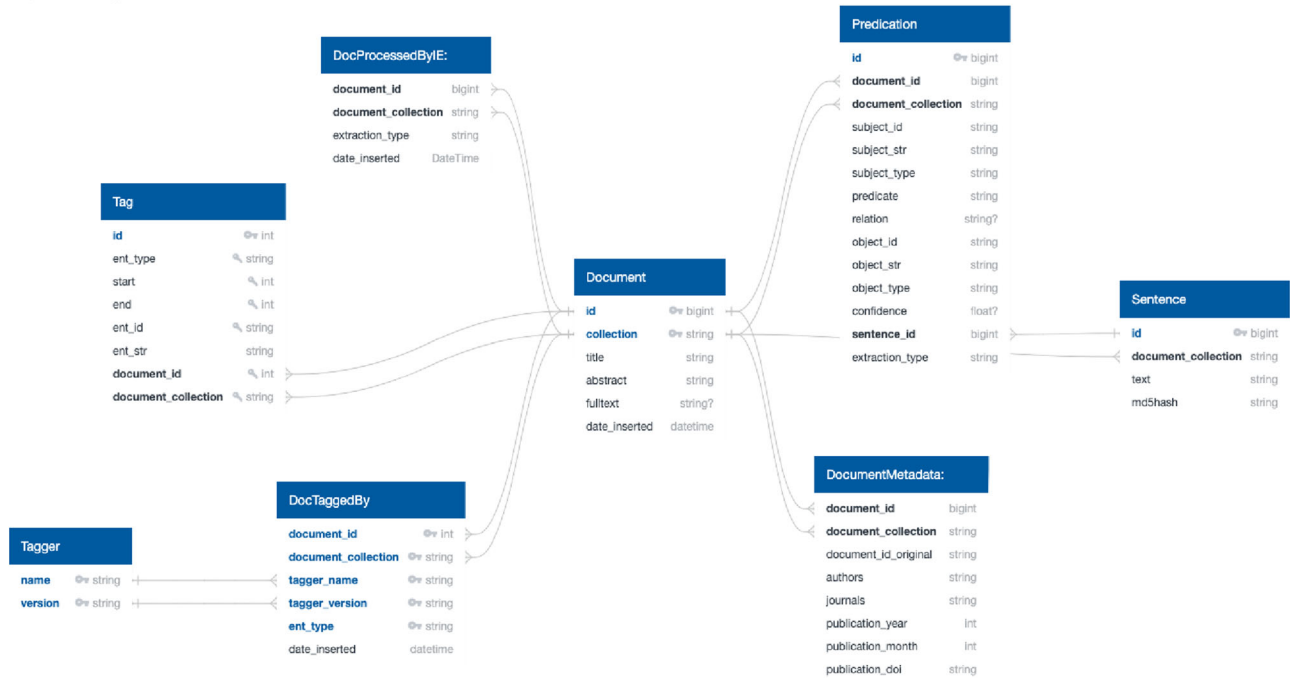 DocProcessedByIE:
document_id bigint
document_collection string
extraction_type string
date_inserted DateTime
Tag
id int
ent_type string
start int
end int
ent_id string
ent_str string
document_id int
document_collection string
Tagger
name string
version string
DocTaggedBy
document_id int
document_collection string
tagger_name string
tagger_version string
ent_type string
date_inserted datetime
Document
id bigint
collection string
title string
abstract string
fulltext string?
date_inserted datetime
Predication
id bigint
document_id bigint
document_collection string
subject_id string
subject_str string
subject_type string
predicate string
relation string?
object_id string
object_str string
object_type string
confidence float?
sentence_id bigint
extraction_type string
Sentence
id bigint
document_collection string
text string
md5hash string
DocumentMetadata:
document_id bigint
document_collection string
document_id_original string
authors string
journals string
publication_year int
publication_month int
publication_doi string